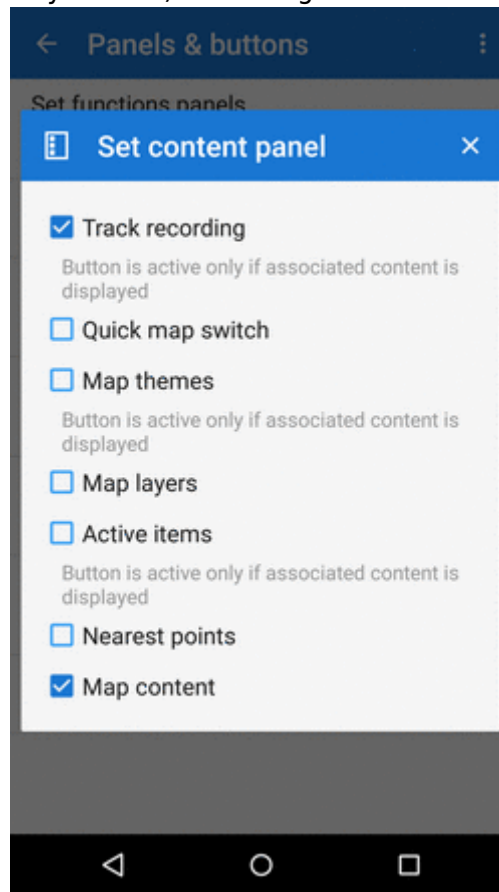 Panels & buttons
Set functions panels
Set content panel
Track recording
Button is active only if associated content is
displayed
Quick map switch
Map themes
Button is active only if associated content is
displayed
Map layers
Active items
Button is active only if associated content is
displayed
Nearest points
Map content